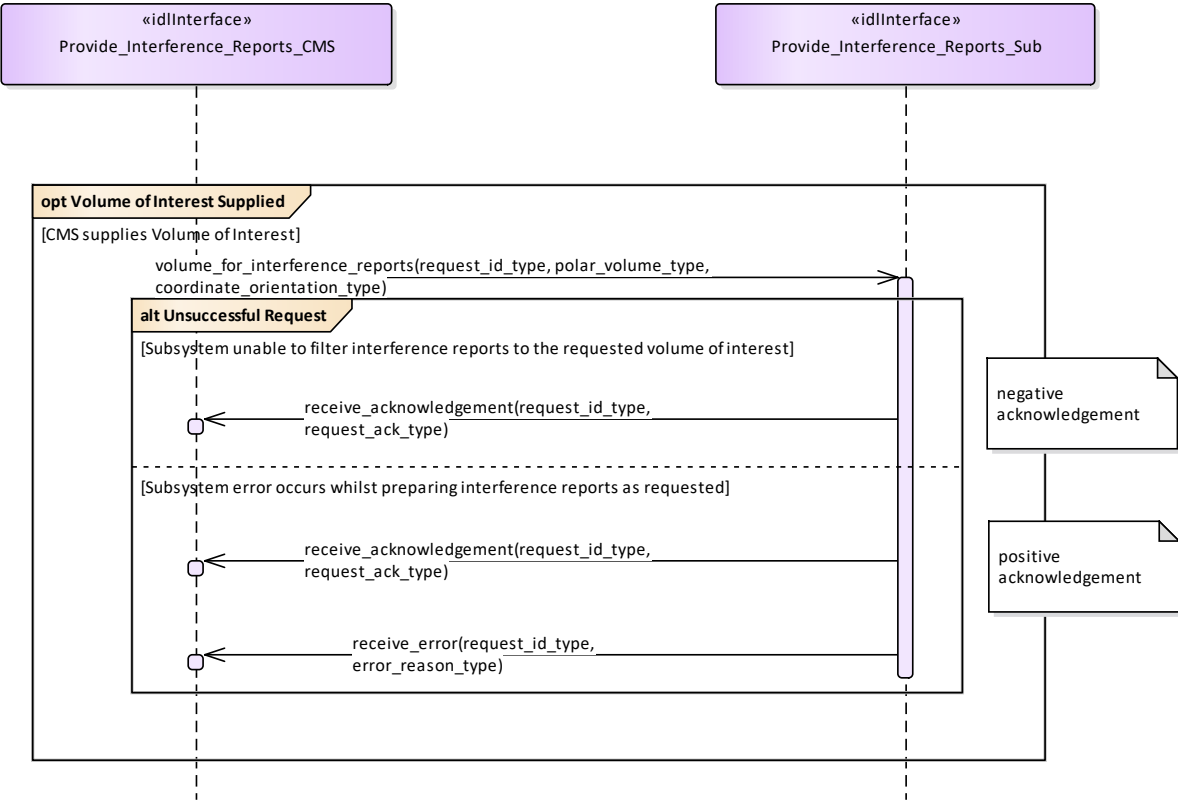 «idlInterface»
Provide_Interference_Reports_CMS
«idlInterface»
Provide_Interference_Reports_Sub
opt Volume of Interest Supplied
[CMS supplies Volume of Interest]
volume_for_interference_reports(request_id_type, polar_volume_type,
coordinate_orientation_type)
alt Unsuccessful Request
[Subsystem unable to filter interference reports to the requested volume of interest]
receive_acknowledgement(request_id_type,
request_ack_type)
negative
acknowledgement
[Subsystem error occurs whilst preparing interference reports as requested]
receive_acknowledgement(request_id_type,
request_ack_type)
positive
acknowledgement
receive_error(request_id_type,
error_reason_type)